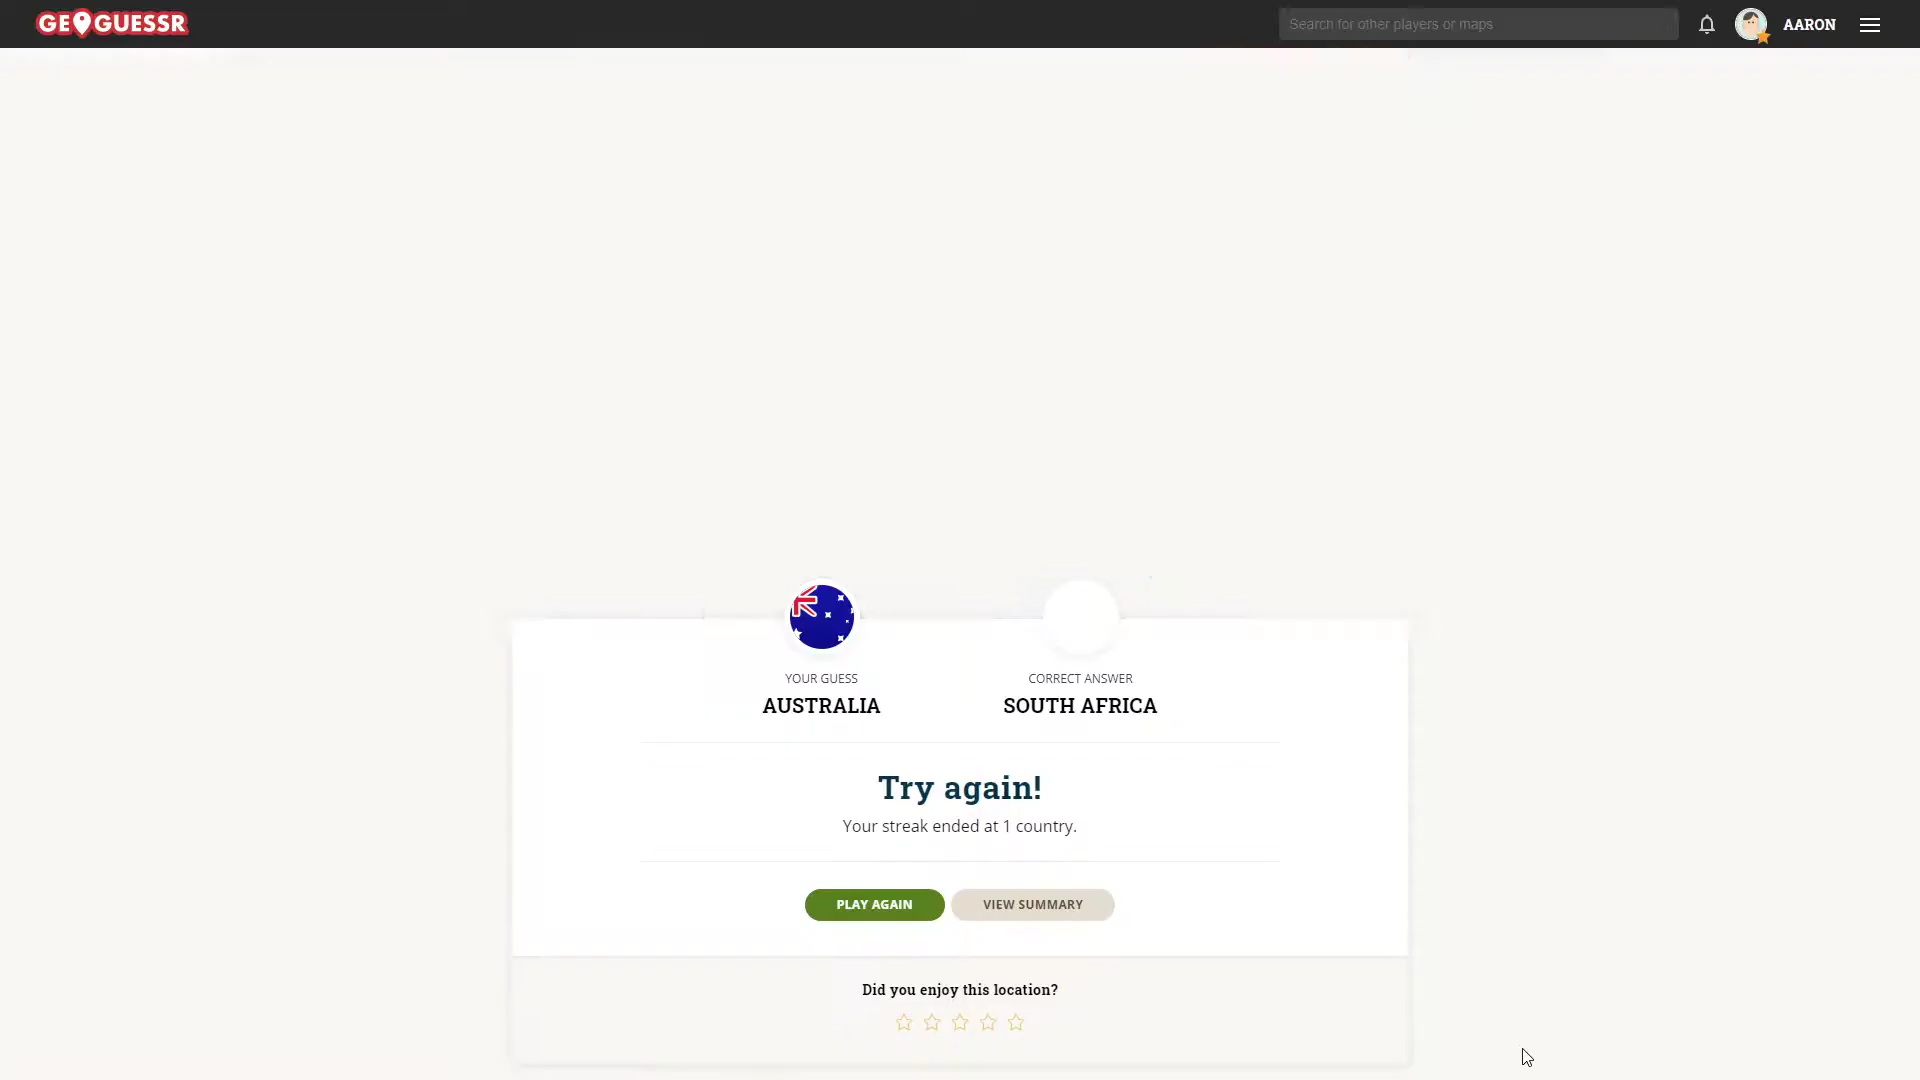 GEOGUESSR
Search for other players or maps
AARON
YOUR GUESS
AUSTRALIA
CORRECT ANSWER
SOUTH AFRICA
Try again!
Your streak ended at 1 country.
PLAY AGAIN
VIEW SUMMARY
Did you enjoy this location?